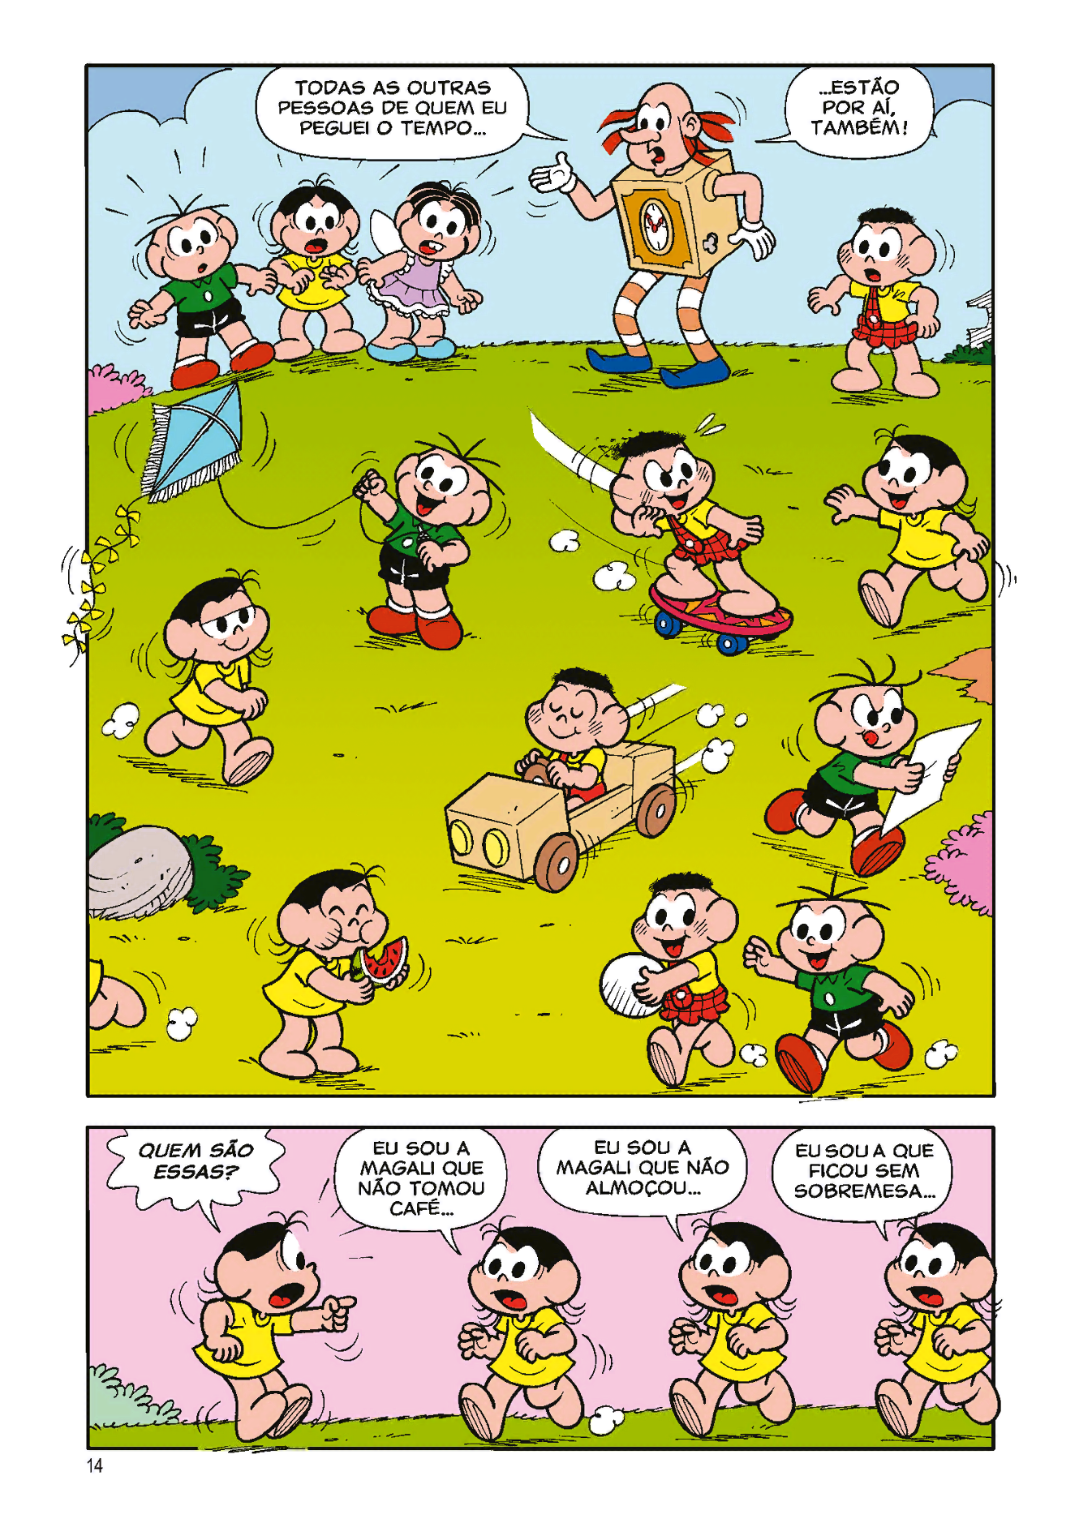 TODAS AS OUTRAS
PESSOAS DE QUEM EU
PEGUEI O TEMPO...
...ESTÃO
POR AÍ,
TAMBÉM!
QUEM SÃO
ESSAS?
EU SOU A
MAGALI QUE
NÃO TOMOU
CAFÉ...
EU SOU A
MAGALI QUE NÃO
ALMOÇOU...
EU SOU A QUE
FICOU SEM
SOBREMESA...
14